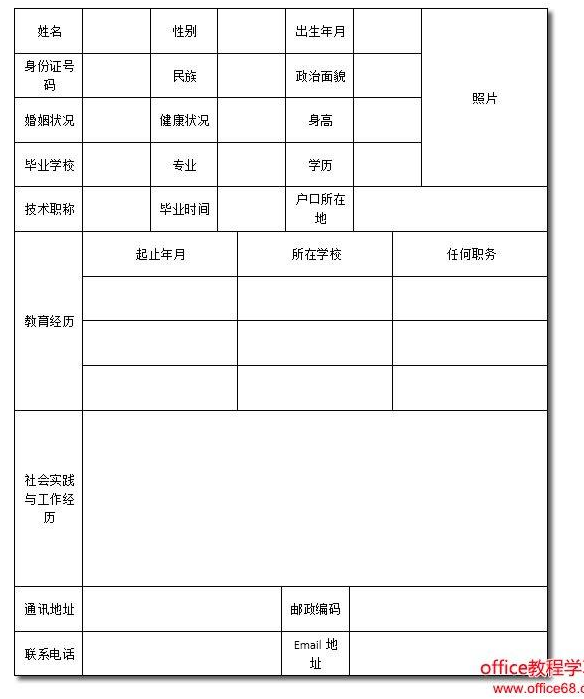 姓名 性别 出生年月
身份证号码 民族 政治面貌 照片
婚姻状况 健康状况 身高
毕业学校 专业 学历
技术职称 毕业时间 户口所在地
起止年月 所在学校 任何职务
教育经历
社会实践
与工作经
历
通讯地址 邮政编码
联系电话 Email 地址
office教程学
www.office68.c